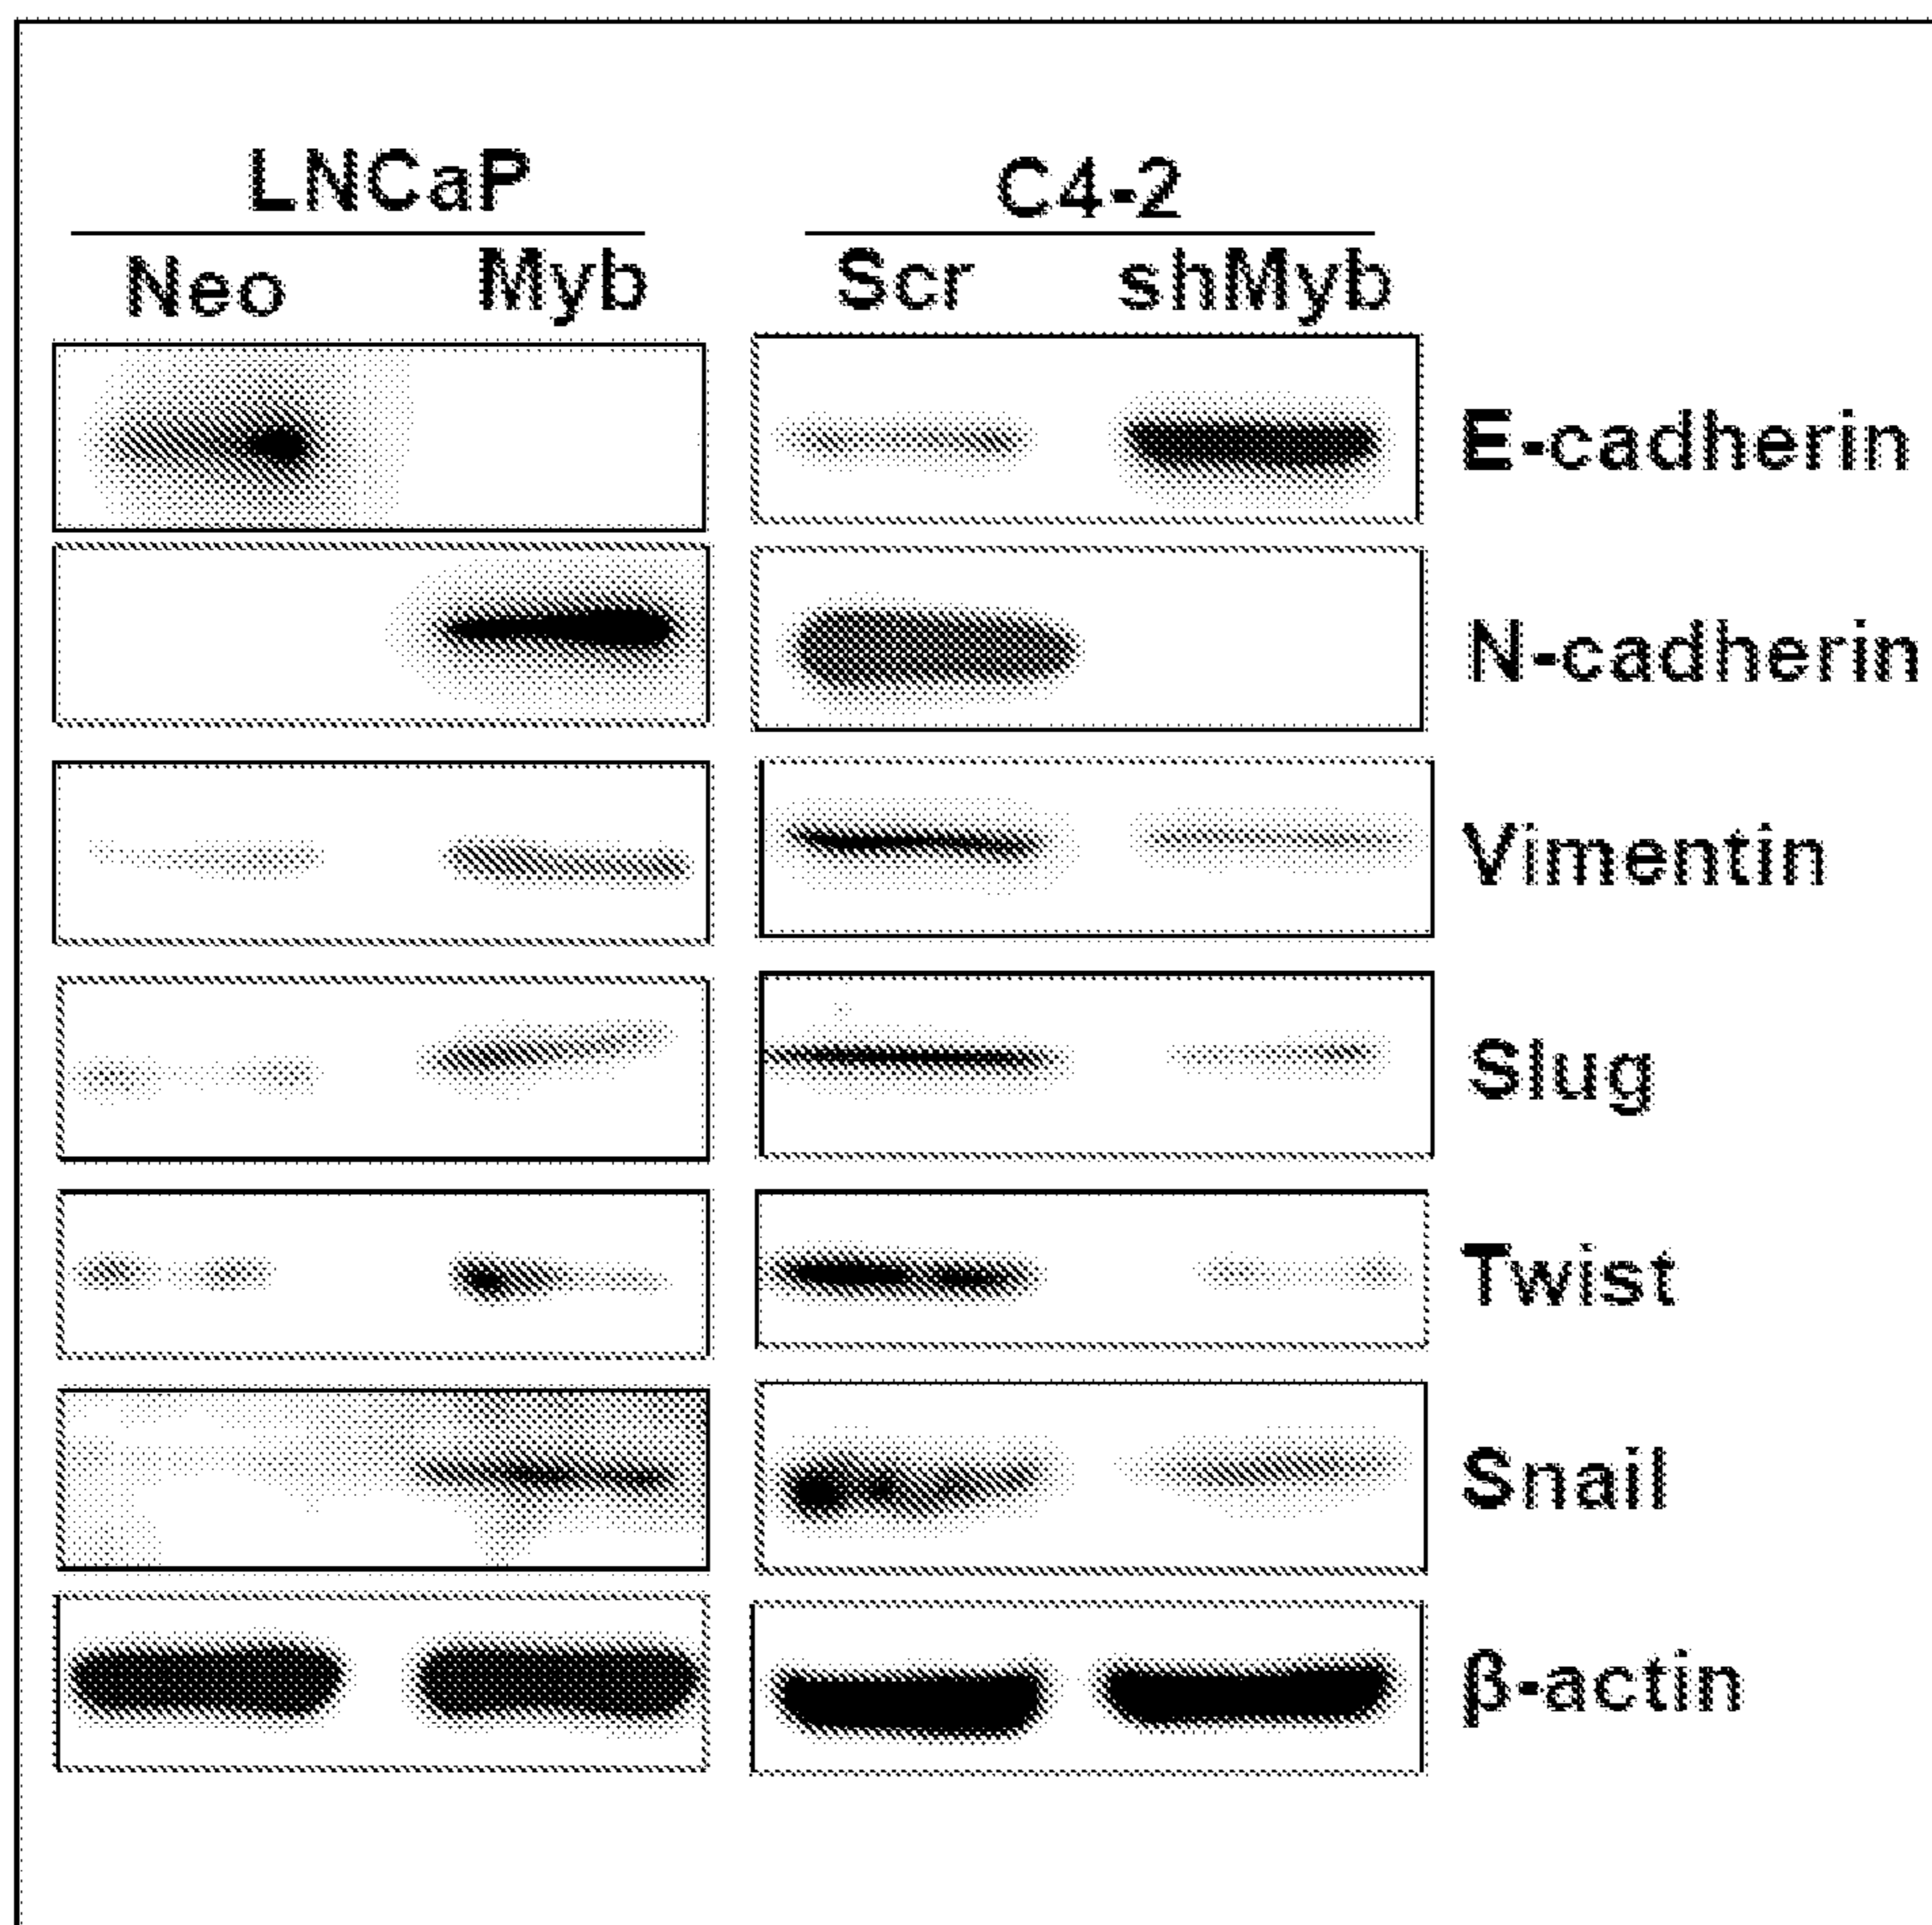 LNCaP C4-2
Neo Myb Scr shMyb
E-cadherin
N-cadherin
Vimentin
Slug
Twist
Snail
β-actin